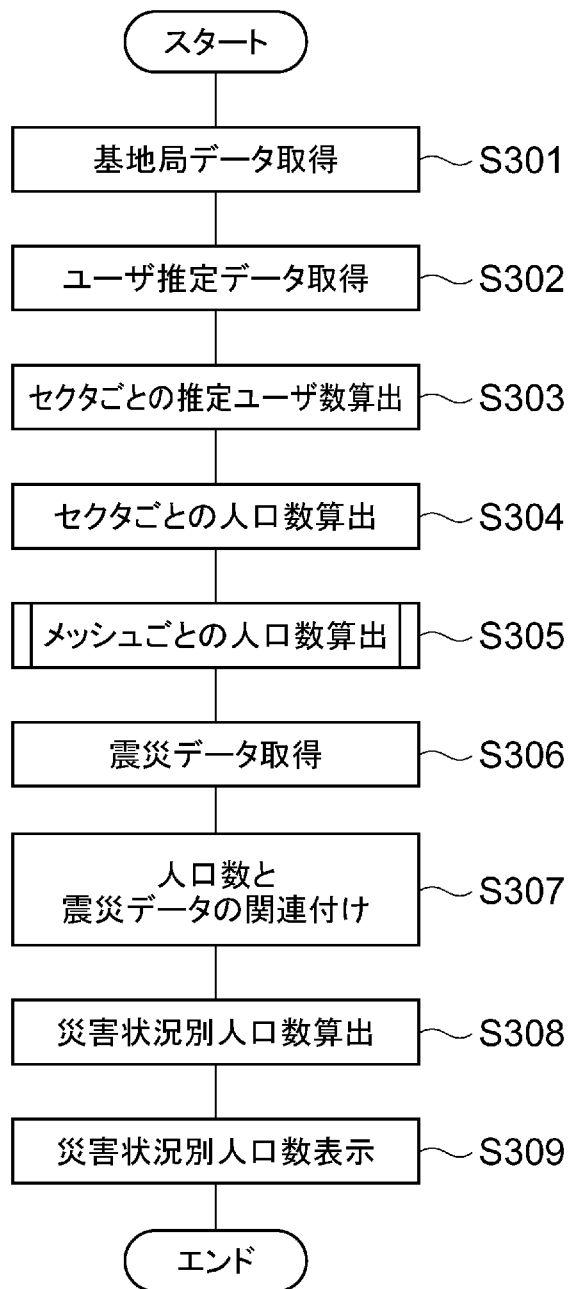 スタート
基地局データ取得 S301
ユーザ推定データ取得 S302
セクタごとの推定ユーザ数算出 S303
セクタごとの人口数算出 S304
メッシュごとの人口数算出 S305
震災データ取得 S306
人口数と
震災データの関連付け S307
災害状況別人口数算出 S308
災害状況別人口数表示 S309
エンド